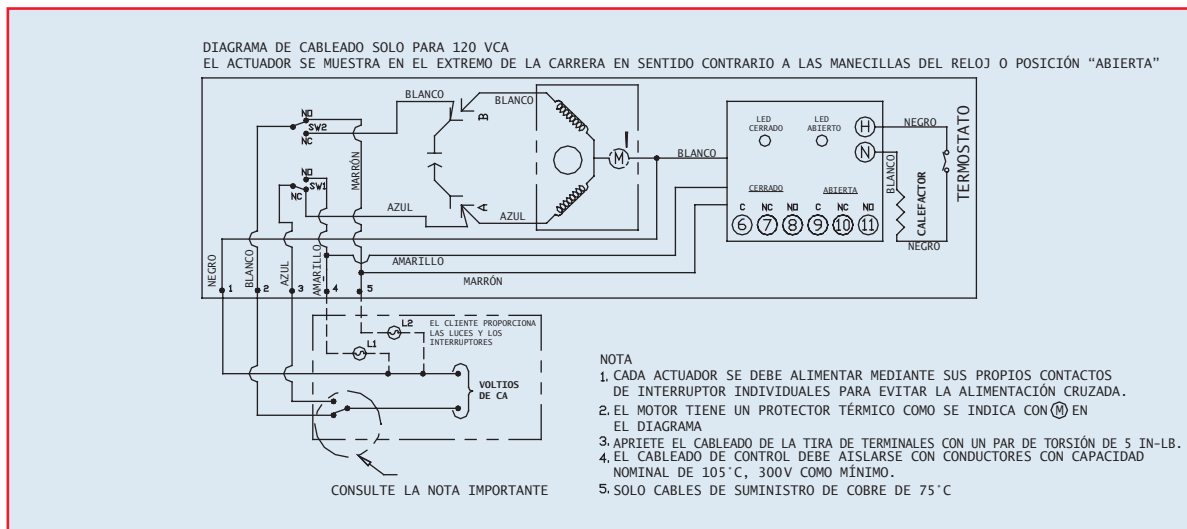 DIAGRAMA DE CABLEADO SOLO PARA 120 VCA
EL ACTUADOR SE MUESTRA EN EL EXTREMO DE LA CARRERA EN SENTIDO CONTRARIO A LAS MANECILLAS DEL RELOJ O POSICIÓN “ABIERTA”
BLANCO
BLANCO
NO
SW2
NC
B
MARRÓN
NO
SW1
NC
A
AZUL
AZUL
M
BLANCO
LED
CERRADO
LED
ABIERTO
H
N
NEGRO
BLANCO
CALEFACTOR
NEGRO
TERMOSTATO
CERRADO
ABIERTA
C NC NO C NC NO
6 7 8 9 10 11
AMARILLO
MARRÓN
NEGRO
BLANCO
AZUL
AMARILLO
1 2 3 4 5
L2
L1
EL CLIENTE PROPORCIONA
LAS LUCES Y LOS
INTERRUPTORES
VOLTIOS
DE CA
CONSULTE LA NOTA IMPORTANTE
NOTA
1. CADA ACTUADOR SE DEBE ALIMENTAR MEDIANTE SUS PROPIOS CONTACTOS
DE INTERRUPTOR INDIVIDUALES PARA EVITAR LA ALIMENTACIÓN CRUZADA.
2. EL MOTOR TIENE UN PROTECTOR TÉRMICO COMO SE INDICA CON M EN
EL DIAGRAMA
3. APRIETE EL CABLEADO DE LA TIRA DE TERMINALES CON UN PAR DE TORSIÓN DE 5 IN-LB.
4. EL CABLEADO DE CONTROL DEBE AISLARSE CON CONDUCTORES CON CAPACIDAD
NOMINAL DE 105°C, 300V COMO MÍNIMO.
5. SOLO CABLES DE SUMINISTRO DE COBRE DE 75°C